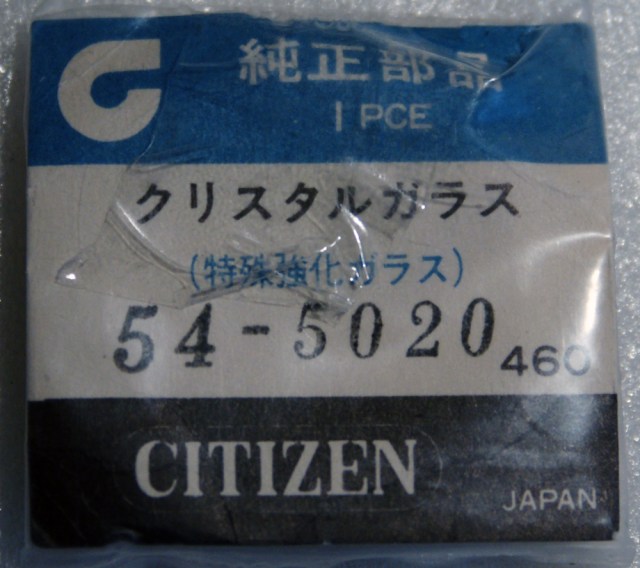 純正部品
1 PCE
クリスタルガラス
(特殊強化ガラス)
54-5020 460
CITIZEN
JAPAN